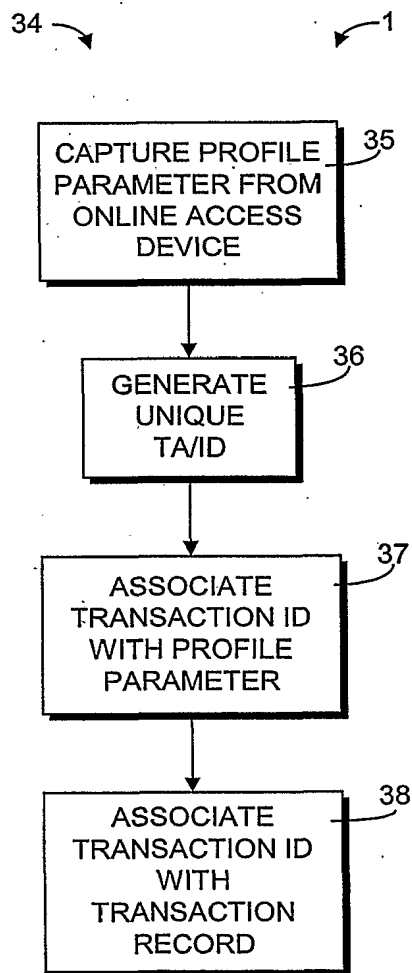 34 1
CAPTURE PROFILE 35
PARAMETER FROM
ONLINE ACCESS
DEVICE
GENERATE 36
UNIQUE
TA/ID
ASSOCIATE 37
TRANSACTION ID
WITH PROFILE
PARAMETER
ASSOCIATE 38
TRANSACTION ID
WITH
TRANSACTION
RECORD